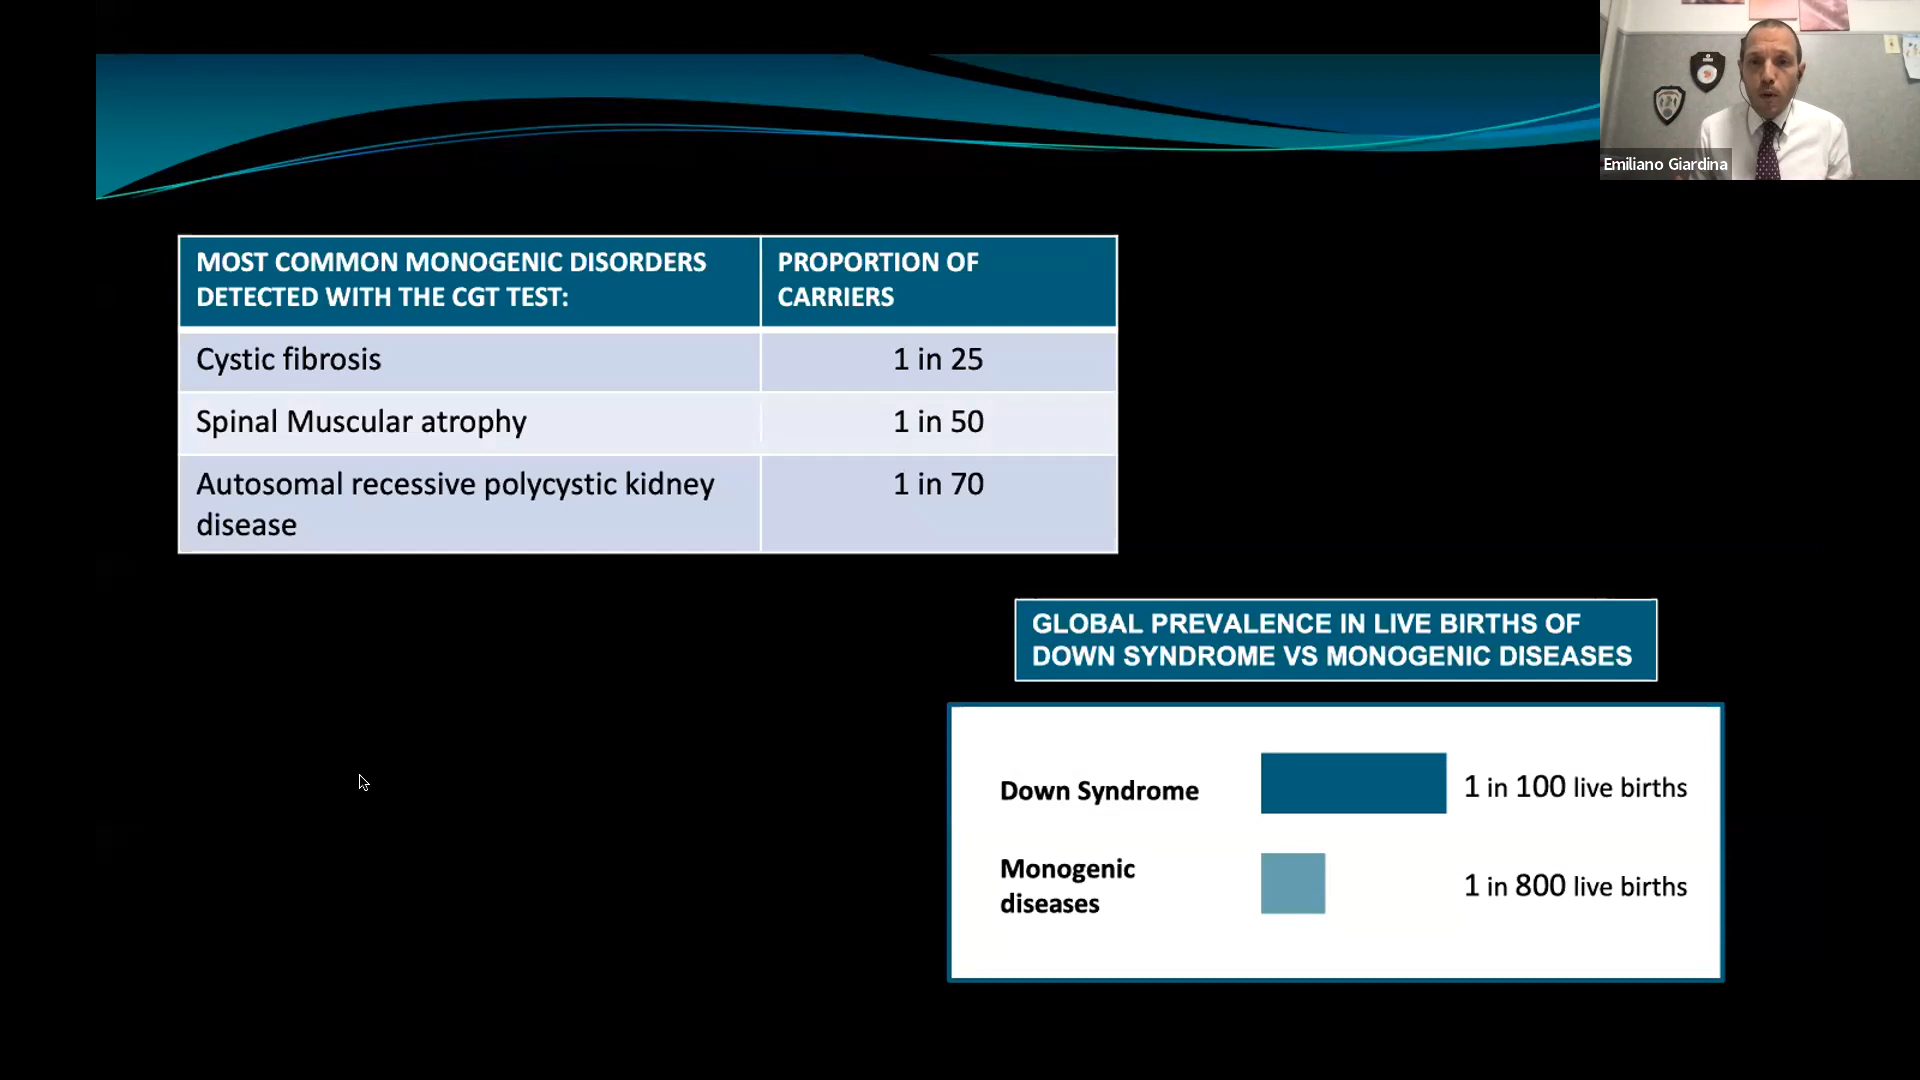 Emiliano Giardina
MOST COMMON MONOGENIC DISORDERS
DETECTED WITH THE CGT TEST:
PROPORTION OF
CARRIERS
Cystic fibrosis
1 in 25
Spinal Muscular atrophy
1 in 50
Autosomal recessive polycystic kidney
disease
1 in 70
GLOBAL PREVALENCE IN LIVE BIRTHS OF
DOWN SYNDROME VS MONOGENIC DISEASES
Down Syndrome
1 in 100 live births
Monogenic
diseases
1 in 800 live births